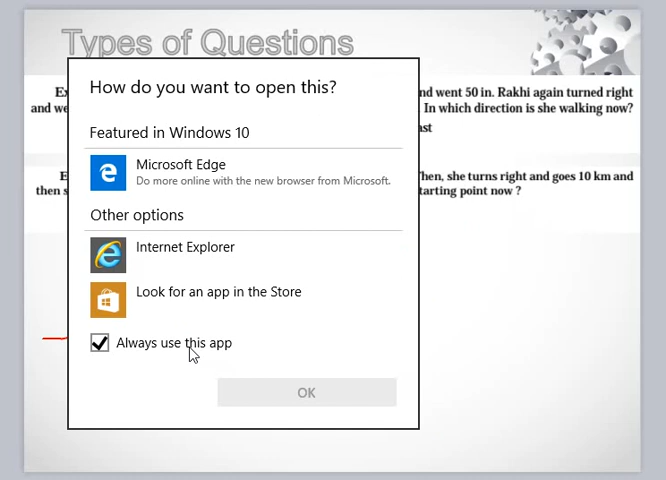 Types of Questions
How do you want to open this?
Ex nd went 50 in. Rakhi again turned right
and we In which direction is she walking now?
ast
Featured in Windows 10
Microsoft Edge
Do more online with the new browser from Microsoft.
E hen, she turns right and goes 10 km and
then s tarting point now ?
Other options
Internet Explorer
Look for an app in the Store
Always use this app
OK